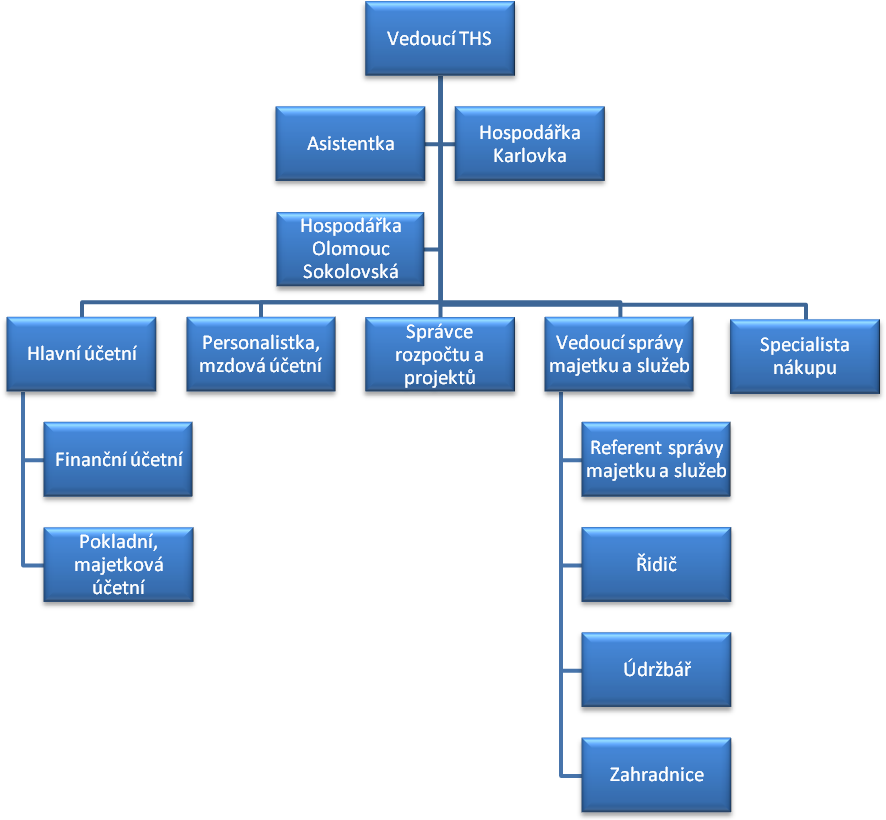 Vedoucí THS
Asistentka
Hospodářka
Karlovka
Hospodářka
Olomouc
Sokolovská
Hlavní účetní
Personalistka,
mzdová účetní
Správce
rozpočtu a
projektů
Vedoucí správy
majetku a služeb
Specialista
nákupu
Finanční účetní
Pokladní,
majetková
účetní
Referent správy
majetku a služeb
Řidič
Údržbář
Zahradnice